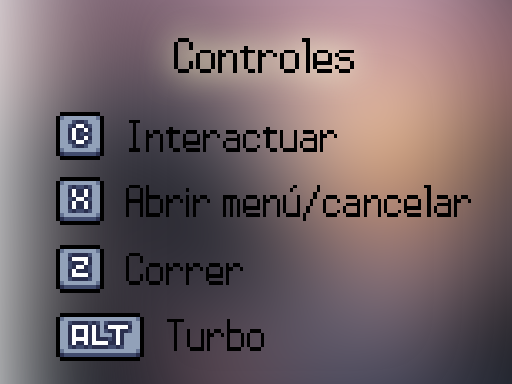 Controles
C Interactuar
X Abrir menú/cancelar
Z Correr
ALT Turbo